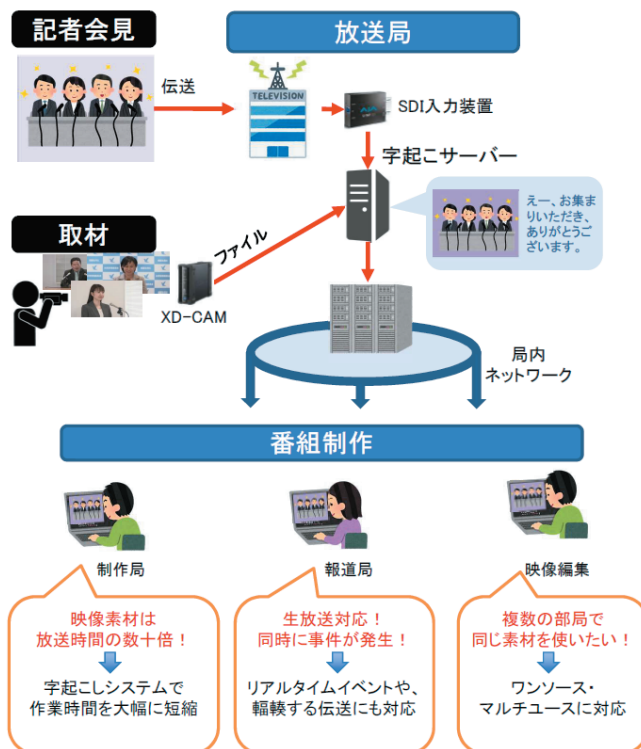 記者会見
放送局
伝送
TELEVISION
SDI入力装置
字起こサーバー
えー、お集ま
りいただき、
ありがとうご
ざいます。
取材
ファイル
XD-CAM
局内
ネットワーク
番組制作
制作局
報道局
映像編集
映像素材は
放送時間の数十倍！
字起こしシステムで
作業時間を大幅に短縮
生放送対応！
同時に事件が発生！
リアルタイムイベントや、
輻輳する伝送にも対応
複数の部局で
同じ素材を使いたい！
ワンソース・
マルチユースに対応